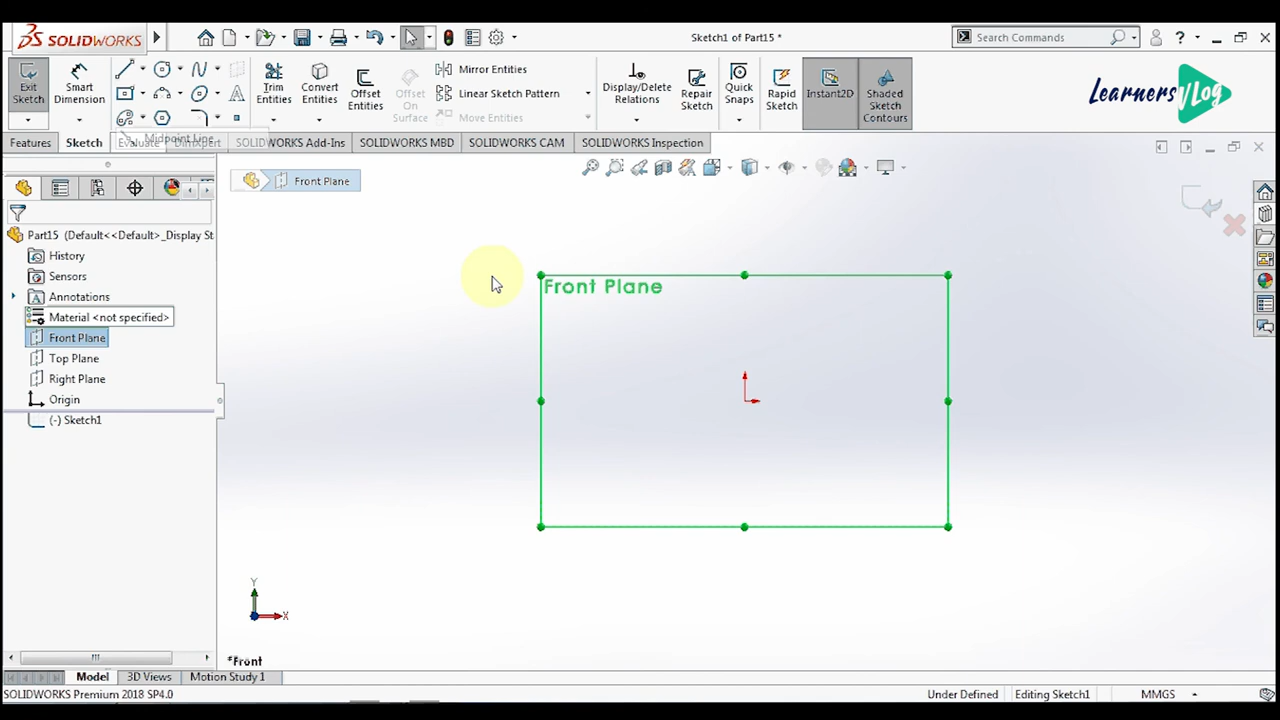 SOLIDWORKS
Sketch1 of Part15 *
Search Commands
Exit Sketch
Smart Dimension
Trim Entities
Convert Entities
Offset Entities
Offset On Surface
Mirror Entities
Linear Sketch Pattern
Move Entities
Display/Delete Relations
Repair Sketch
Quick Snaps
Rapid Sketch
Instant2D
Shaded Sketch Contours
Learners Vlog
Midpoint Line
Features
Sketch
Evaluate
DimXpert
SOLIDWORKS Add-Ins
SOLIDWORKS MBD
SOLIDWORKS CAM
SOLIDWORKS Inspection
Front Plane
Part15 (Default<<Default>_Display St
History
Sensors
Annotations
Material <not specified>
Front Plane
Top Plane
Right Plane
Origin
(-) Sketch1
Front Plane
Y
X
*Front
Model
3D Views
Motion Study 1
SOLIDWORKS Premium 2018 SP4.0
Under Defined
Editing Sketch1
MMGS